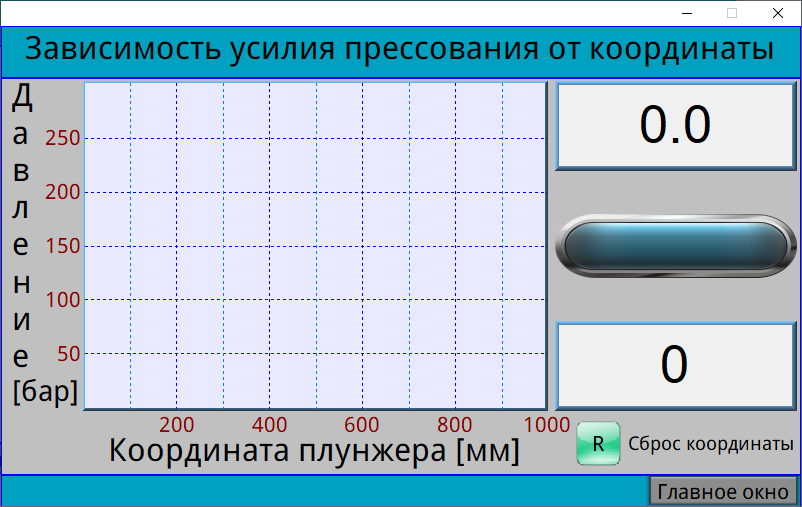 Зависимость усилия прессования от координаты
Давление
[бар]
250
200
150
100
50
200 400 600 800 1000
Координата плунжера [мм]
0.0
0
R Сброс координаты
Главное окно